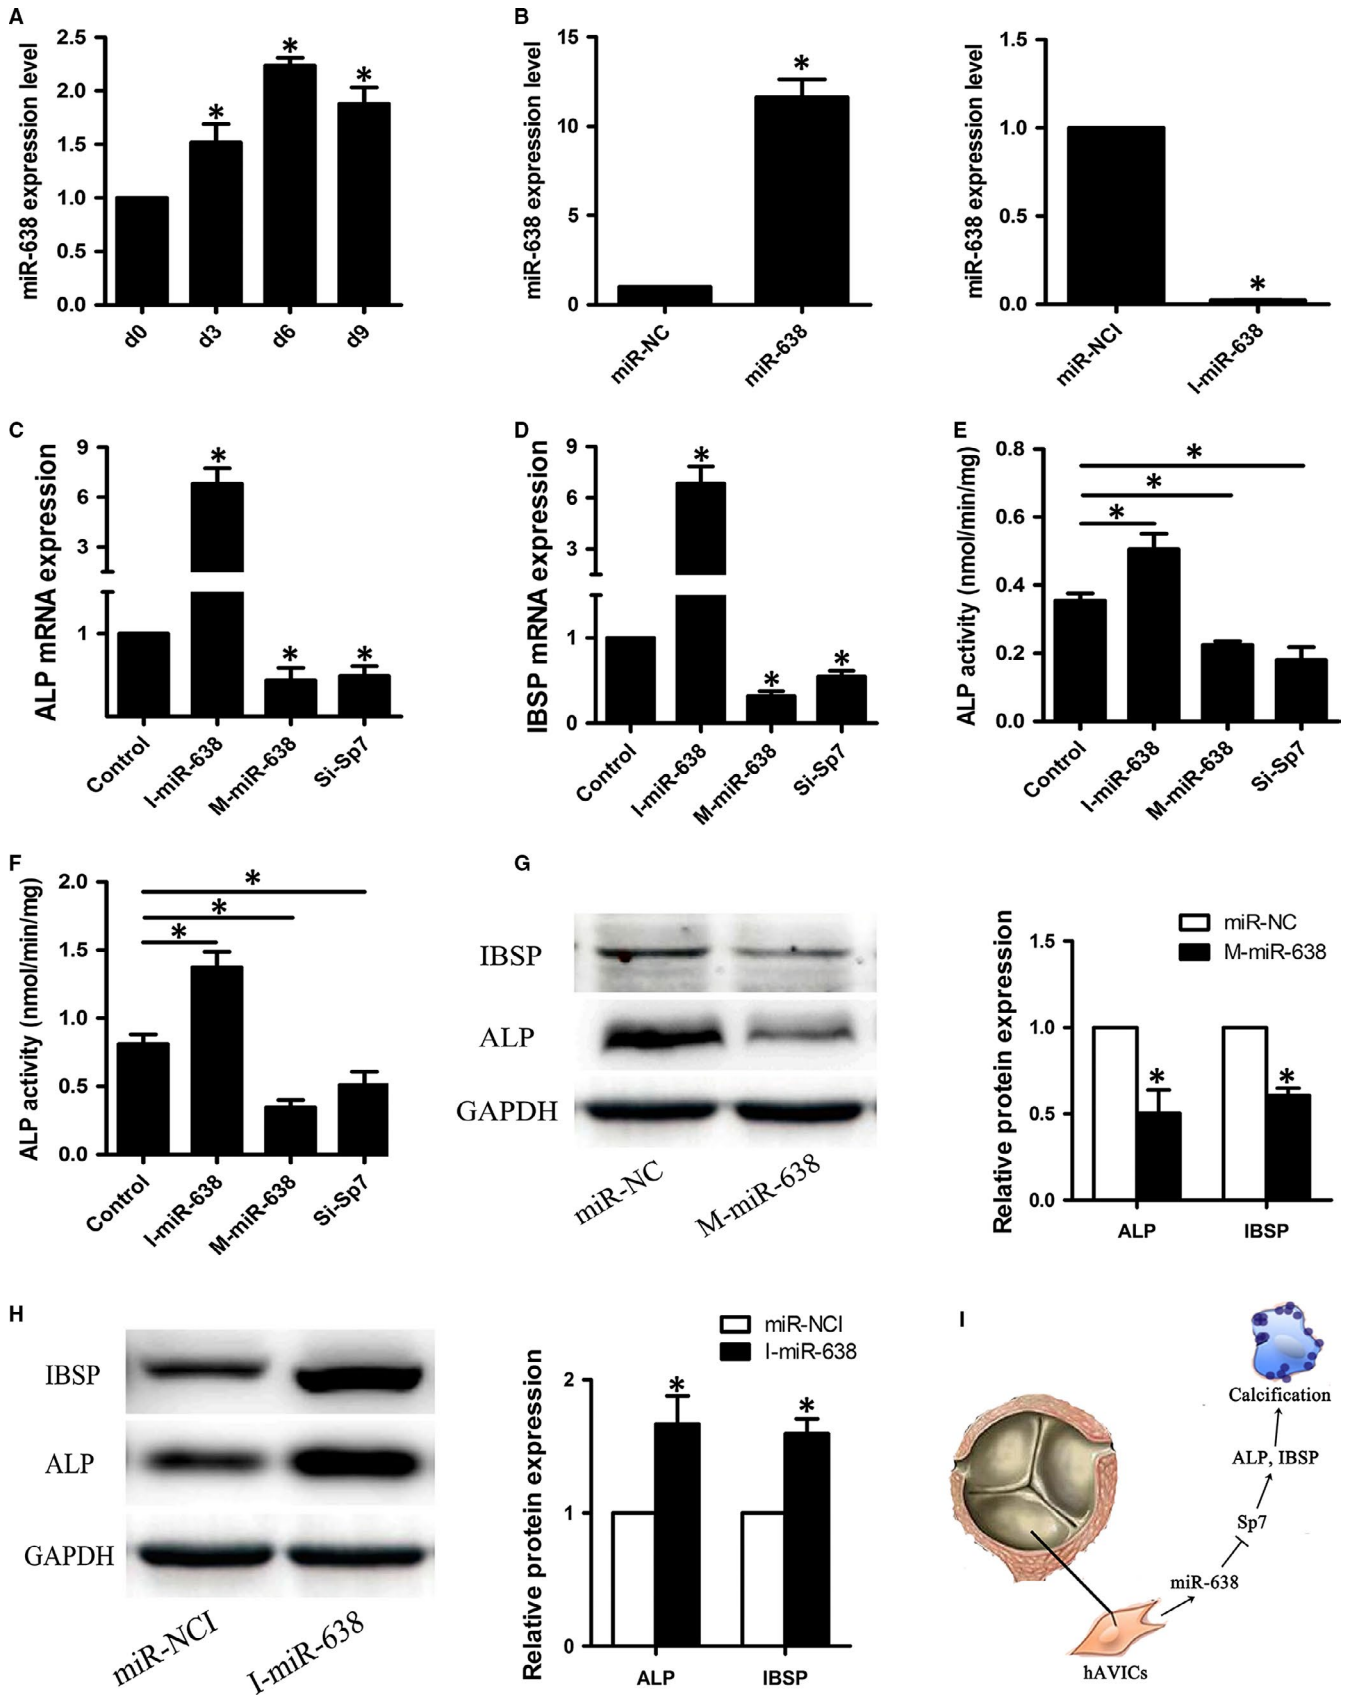 A
miR-638 expression level
2.5
2.0
1.5
1.0
0.5
0.0
*
*
*
d0
d3
d6
d9
B
miR-638 expression level
15
10
5
0
*
miR-NC
miR-638
miR-638 expression level
1.5
1.0
0.5
0.0
*
miR-NCI
I-miR-638
C
ALP mRNA expression
9
6
3
1
*
*
*
Control
I-miR-638
M-miR-638
Si-Sp7
D
IBSP mRNA expression
9
6
3
1
0
*
*
*
Control
I-miR-638
M-miR-638
Si-Sp7
E
ALP activity (nmol/min/mg)
0.8
0.6
0.4
0.2
0.0
*
*
*
Control
I-miR-638
M-miR-638
Si-Sp7
F
ALP activity (nmol/min/mg)
2.0
1.5
1.0
0.5
0.0
*
*
*
Control
I-miR-638
M-miR-638
Si-Sp7
G
IBSP
ALP
GAPDH
miR-NC
M-miR-638
miR-NC
M-miR-638
Relative protein expression
1.5
1.0
0.5
0.0
*
*
ALP
IBSP
H
IBSP
ALP
GAPDH
miR-NCI
I-miR-638
miR-NCI
I-miR-638
Relative protein expression
2
1
0
*
*
ALP
IBSP
I
Calcification
ALP, IBSP
Sp7
miR-638
hAVICs